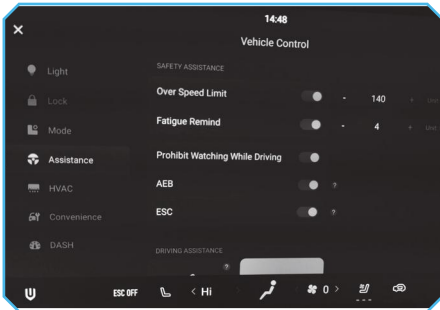 14:48
Vehicle Control
Light
Lock
Mode
Assistance
HVAC
Convenience
DASH
SAFETY ASSISTANCE
Over Speed Limit
- 140 +
Fatigue Remind
- 4 +
Prohibit Watching While Driving
AEB ?
ESC ?
DRIVING ASSISTANCE
?
ESC OFF
< Hi
0 >